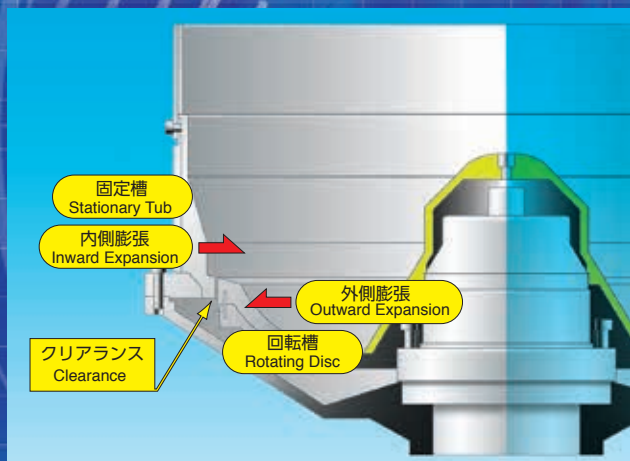 固定槽
Stationary Tub
内側膨張
Inward Expansion
外側膨張
Outward Expansion
回転槽
Rotating Disc
クリアランス
Clearance